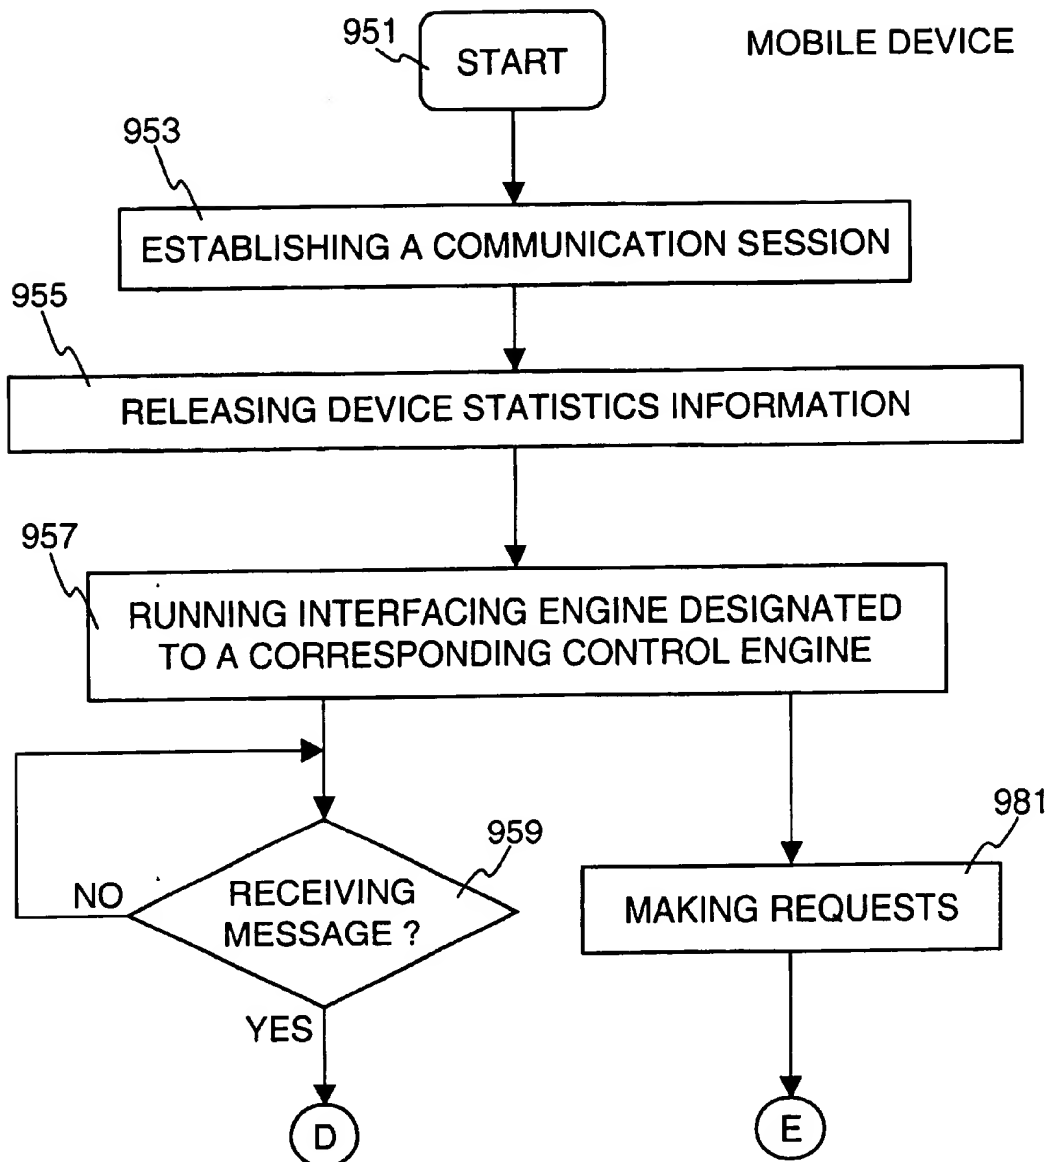 951
START
MOBILE DEVICE
953
ESTABLISHING A COMMUNICATION SESSION
955
RELEASING DEVICE STATISTICS INFORMATION
957
RUNNING INTERFACING ENGINE DESIGNATED
TO A CORRESPONDING CONTROL ENGINE
959
RECEIVING
MESSAGE ?
NO
YES
D
981
MAKING REQUESTS
E